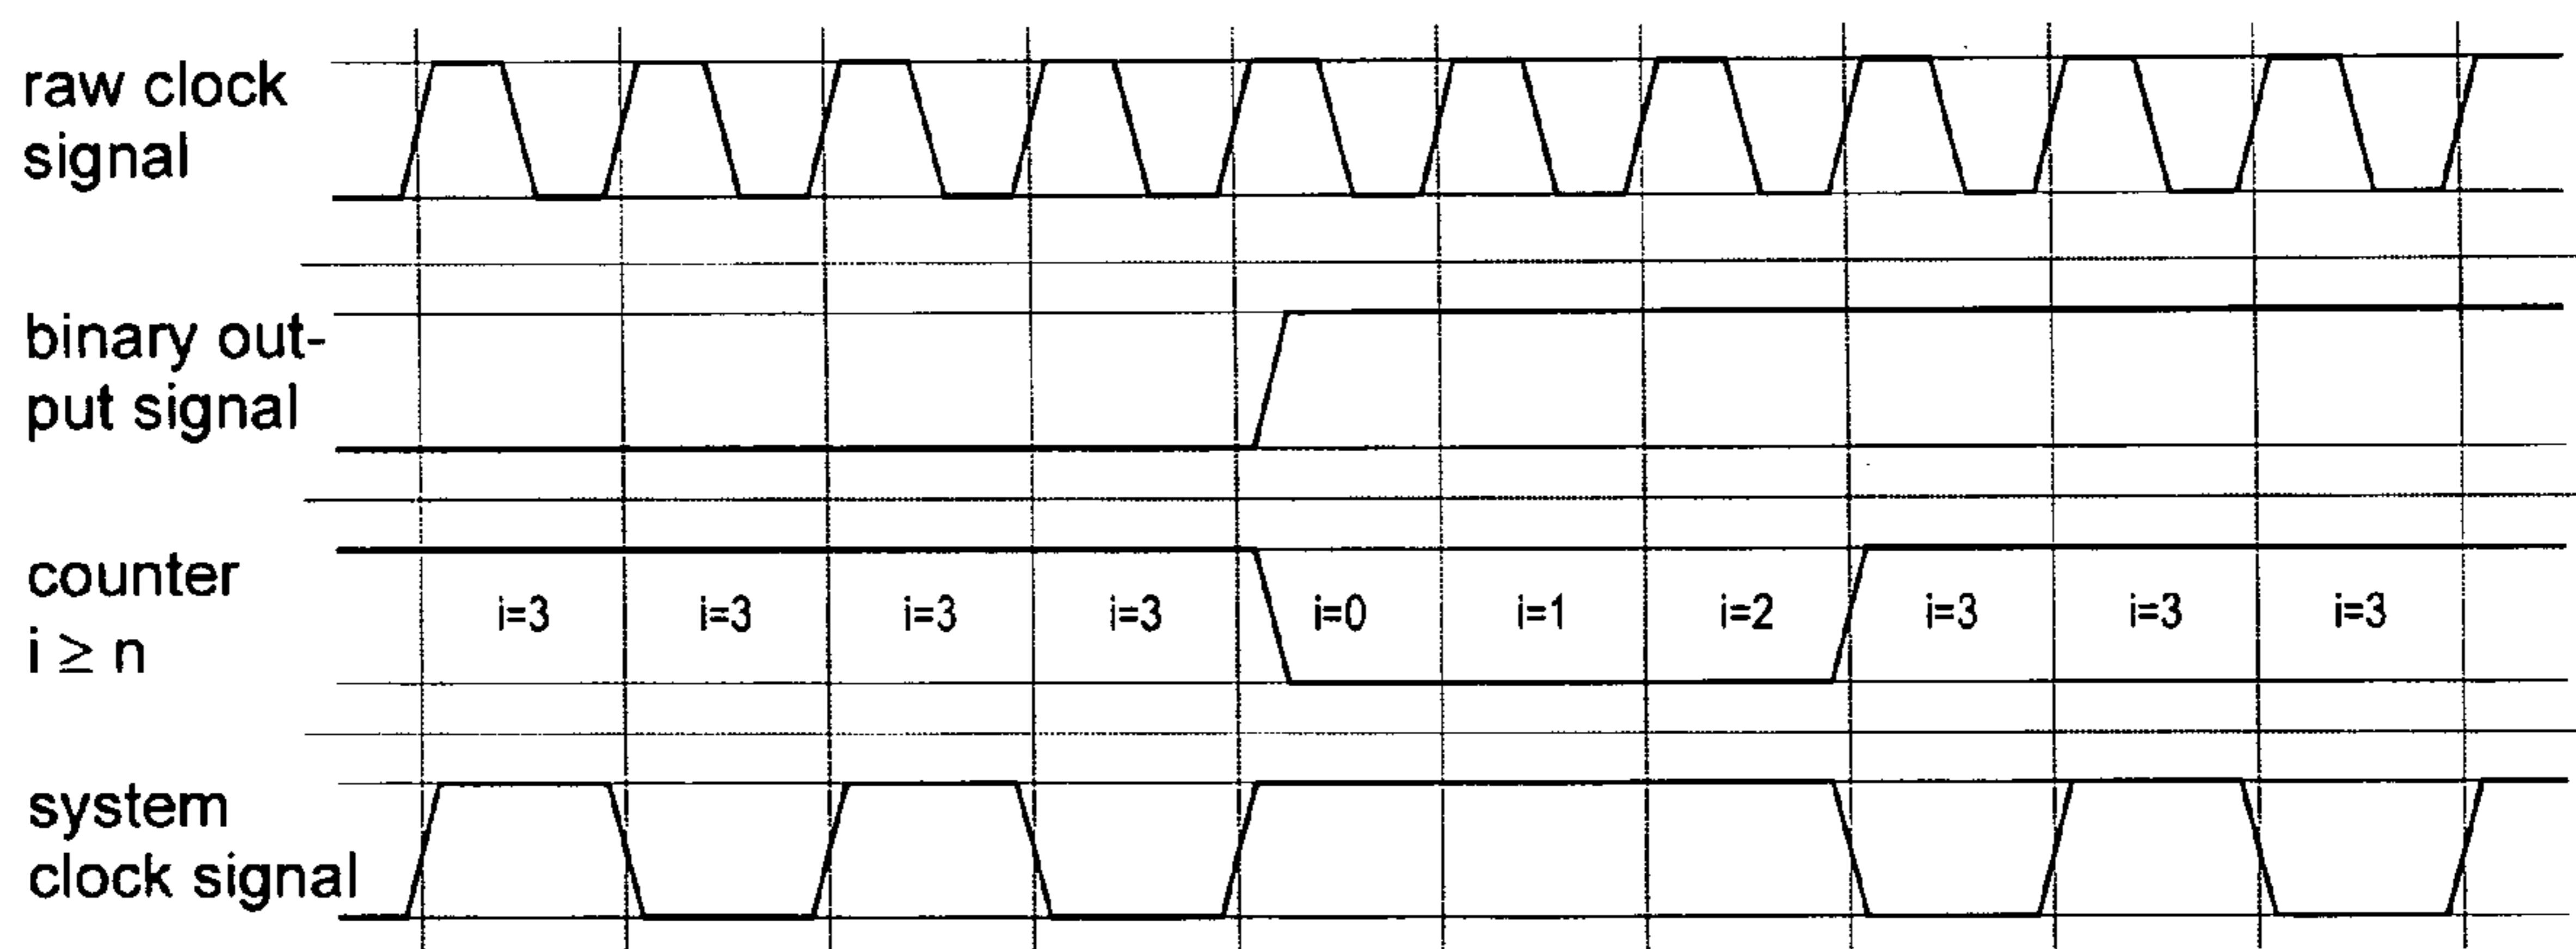 raw clock
signal
binary out-
put signal
counter
i ≥ n
i=3 i=3 i=3 i=3 i=0 i=1 i=2 i=3 i=3 i=3
system
clock signal